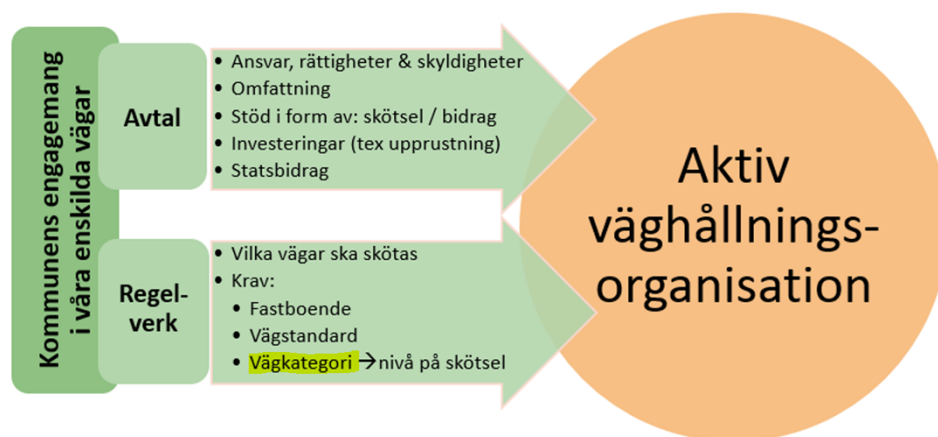 Kommunens engagemang
i våra enskilda vägar
Avtal
• Ansvar, rättigheter & skyldigheter
• Omfattning
• Stöd i form av: skötsel / bidrag
• Investeringar (tex upprustning)
• Statsbidrag
Regel-
verk
• Vilka vägar ska skötas
• Krav:
• Fastboende
• Vägstandard
• Vägkategori → nivå på skötsel
Aktiv
väghållnings-
organisation